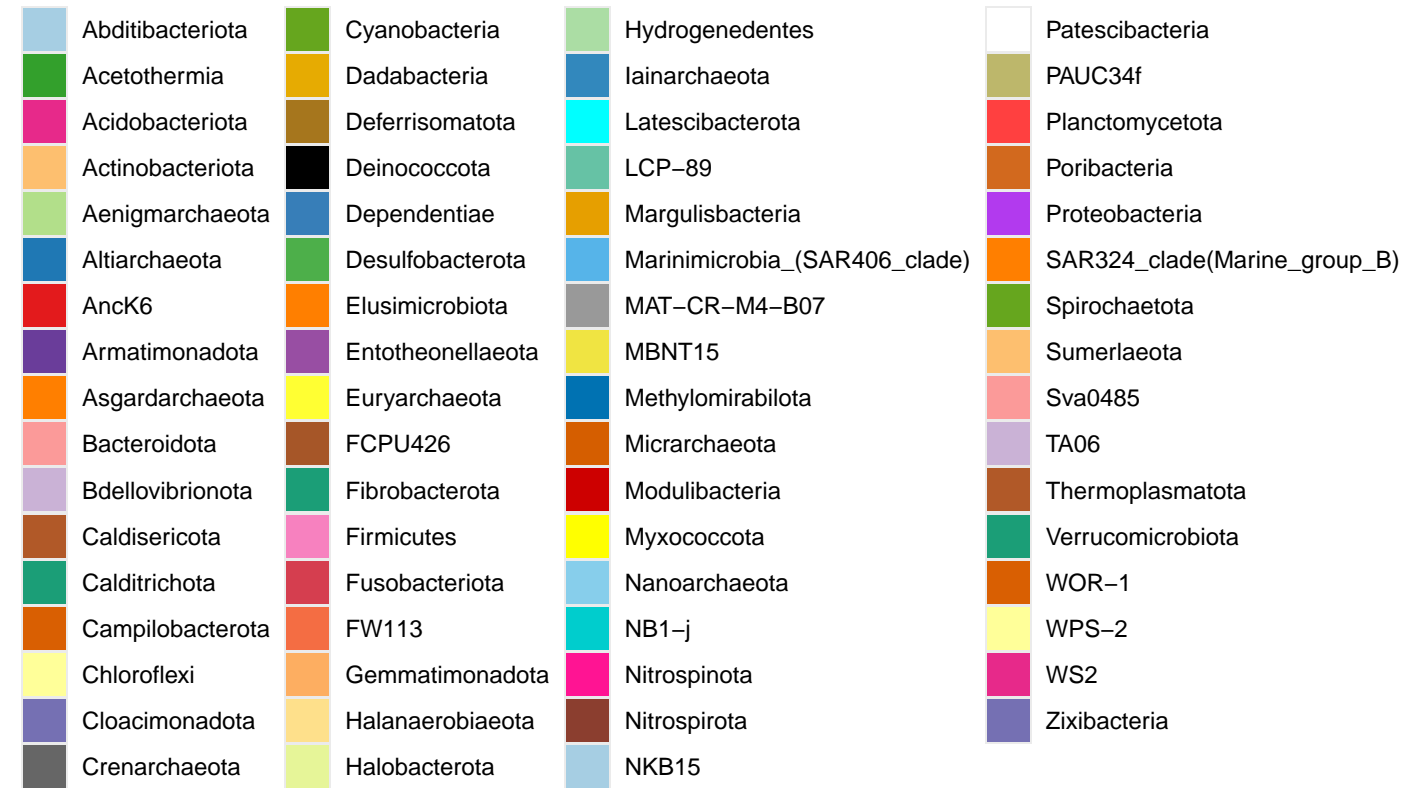 Abditibacteriota
Acetothermia
Acidobacteriota
Actinobacteriota
Aenigmarchaeota
Altiarchaeota
AncK6
Armatimonadota
Asgardarchaeota
Bacteroidota
Bdellovibrionota
Caldisericota
Calditrichota
Campilobacterota
Chloroflexi
Cloacimonadota
Crenarchaeota
Cyanobacteria
Dadabacteria
Deferrisomatota
Deinococcota
Dependentiae
Desulfobacterota
Elusimicrobiota
Entotheonellaeota
Euryarchaeota
FCPU426
Fibrobacterota
Firmicutes
Fusobacteriota
FW113
Gemmatimonadota
Halanaerobiaeota
Halobacterota
Hydrogenedentes
Iainarchaeota
Latescibacterota
LCP−89
Margulisbacteria
Marinimicrobia_(SAR406_clade)
MAT−CR−M4−B07
MBNT15
Methylomirabilota
Micrarchaeota
Modulibacteria
Myxococcota
Nanoarchaeota
NB1−j
Nitrospinota
Nitrospirota
NKB15
Patescibacteria
PAUC34f
Planctomycetota
Poribacteria
Proteobacteria
SAR324_clade(Marine_group_B)
Spirochaetota
Sumerlaeota
Sva0485
TA06
Thermoplasmatota
Verrucomicrobiota
WOR−1
WPS−2
WS2
Zixibacteria